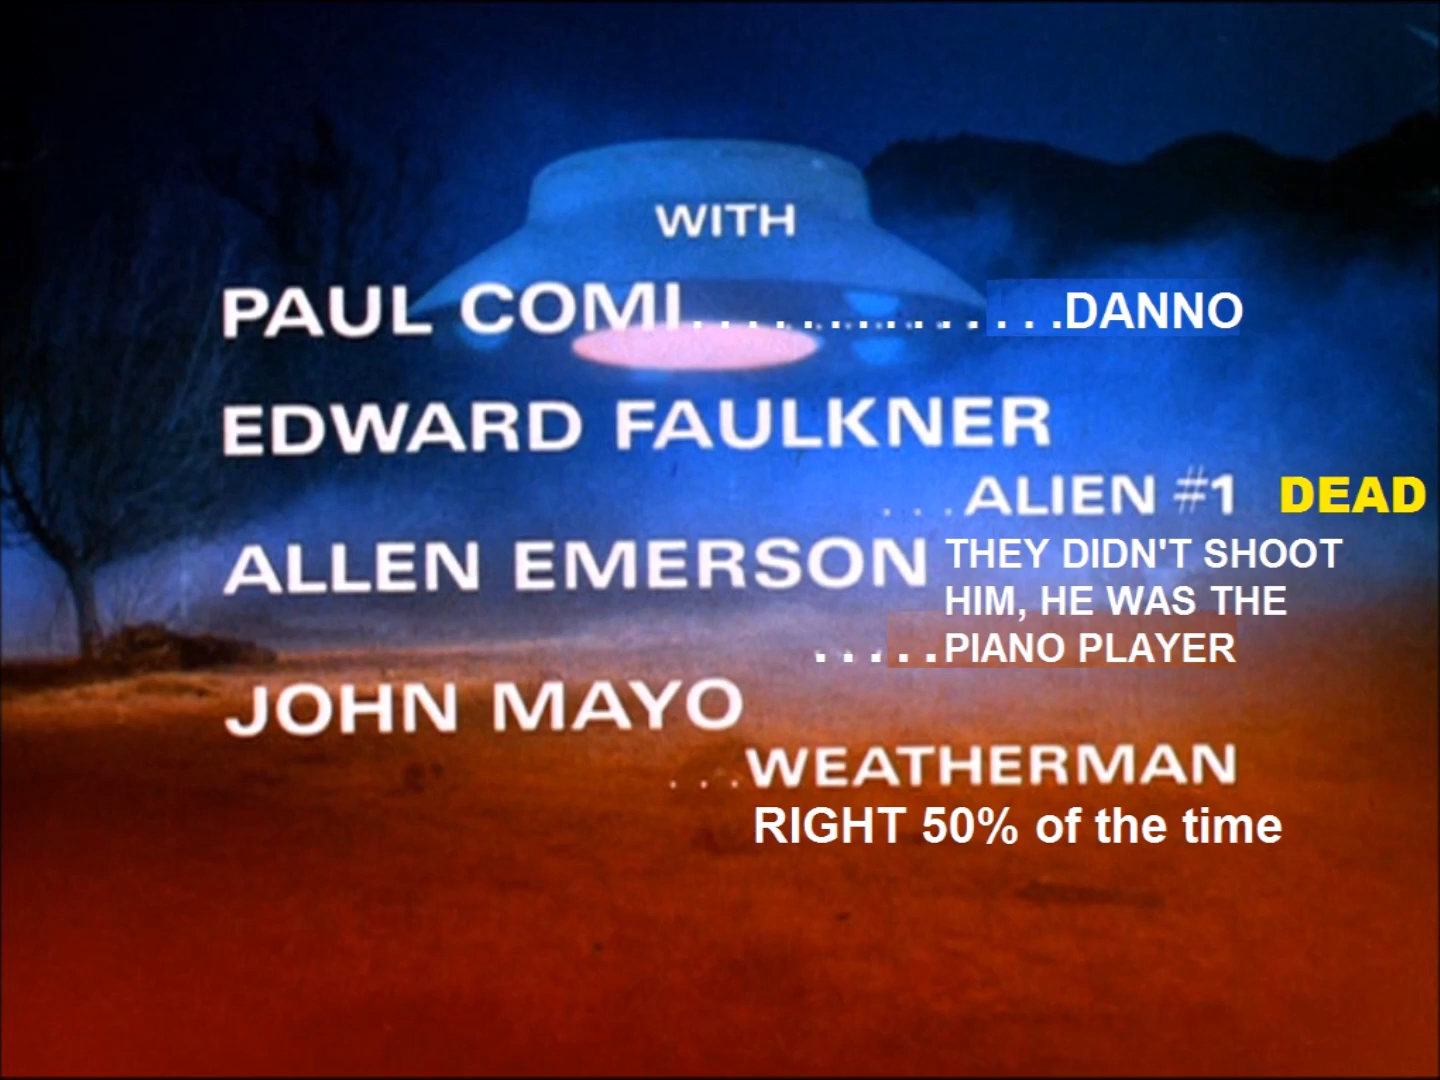 WITH
PAUL COMI..............DANNO
EDWARD FAULKNER
...ALIEN #1 DEAD
ALLEN EMERSON THEY DIDN'T SHOOT
HIM, HE WAS THE
.....PIANO PLAYER
JOHN MAYO
...WEATHERMAN
RIGHT 50% of the time